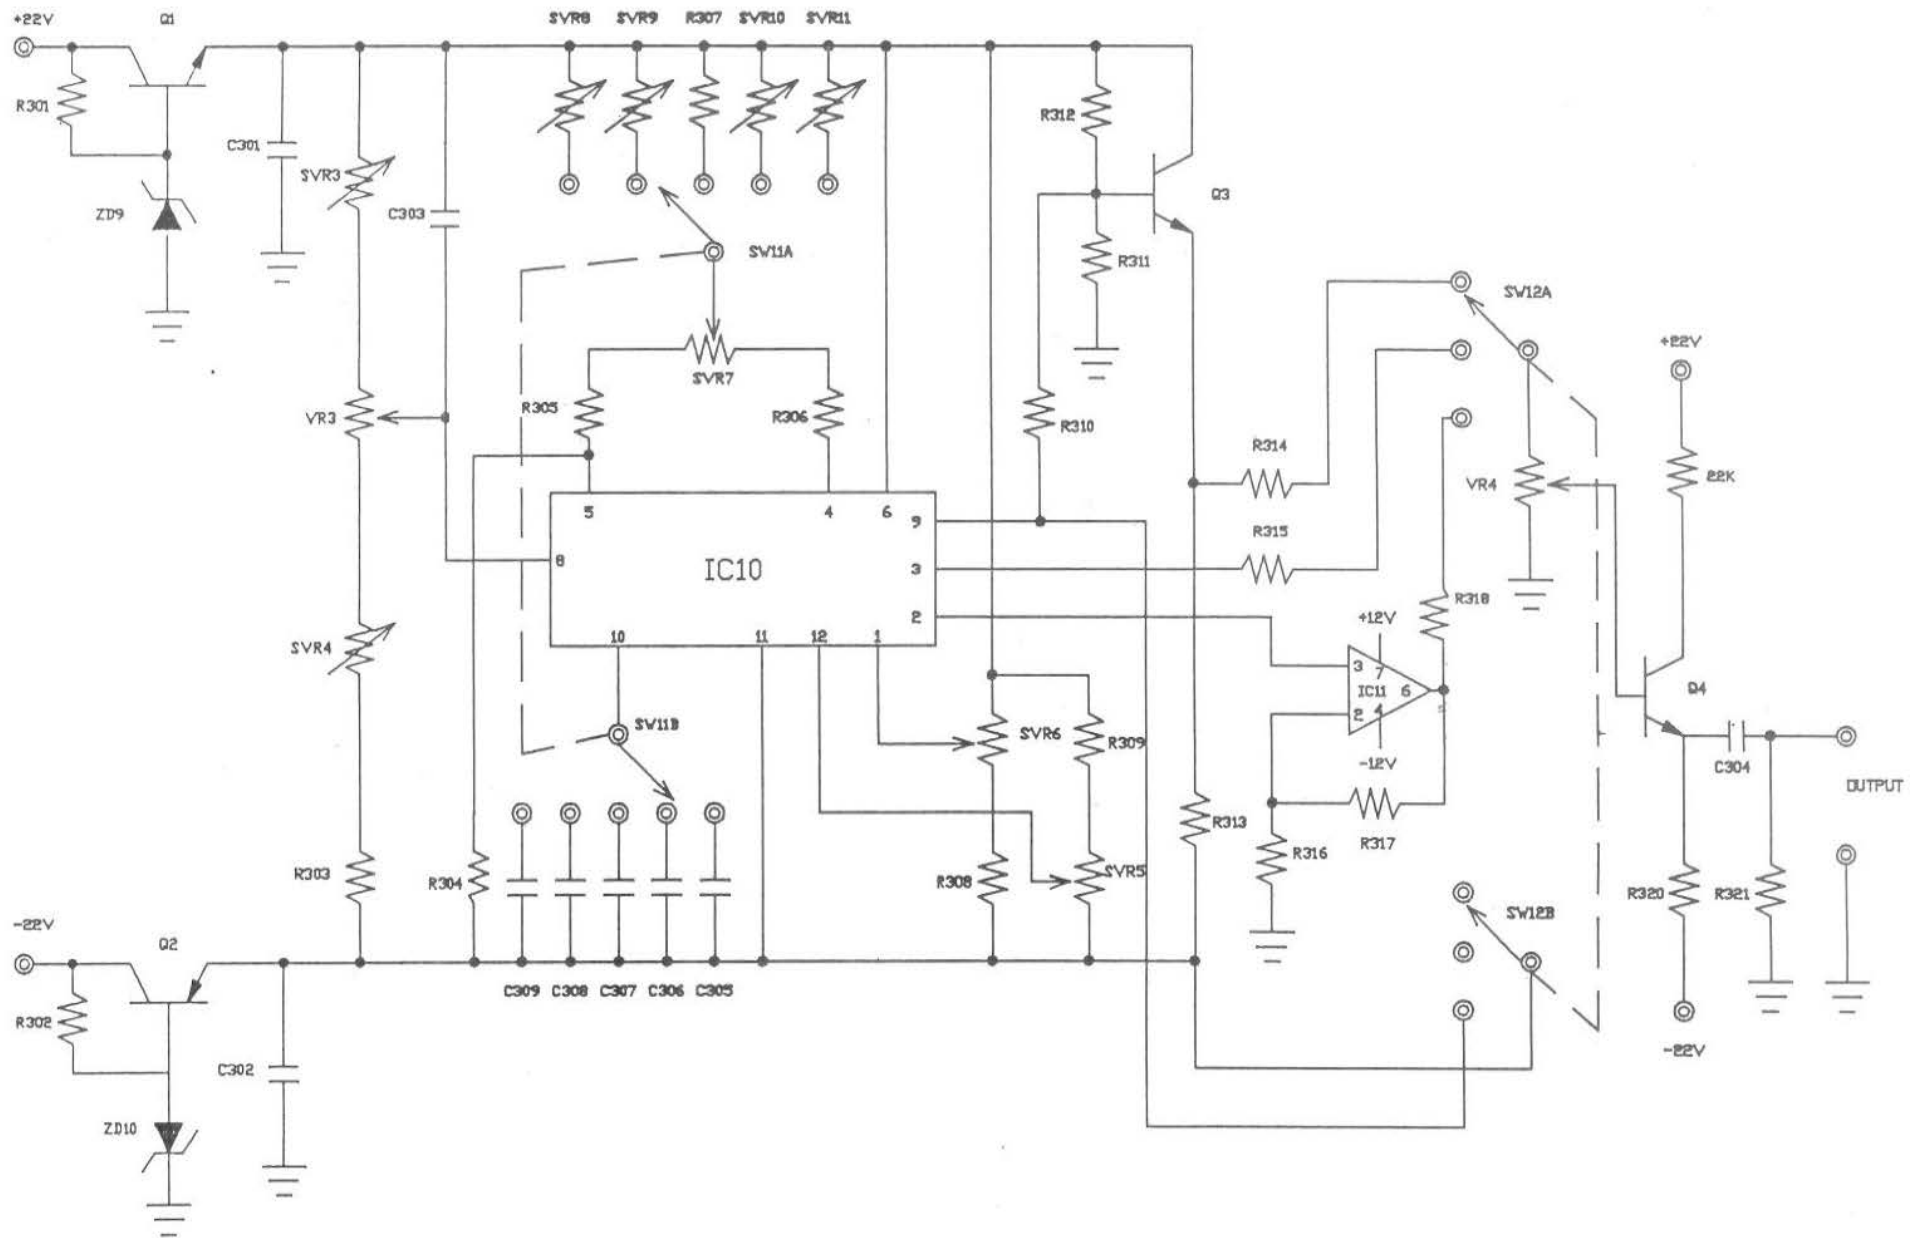 +22V
Q1
SVR8
SVR9
R307
SVR10
SVR11
R301
C301
SVR3
ZD9
C303
R312
Q3
SW11A
R311
SW12A
+22V
SVR7
R305
R306
VR3
R310
R314
VR4
22K
5
4
6
9
R315
IC10
8
3
2
R318
+12V
10
11
12
1
SVR4
3
7
IC11
6
2
4
Q4
SW11B
SVR6
R309
-12V
C304
OUTPUT
R313
R317
R316
R303
R304
R308
SVR5
R320
R321
SW12B
-22V
Q2
C309
C308
C307
C306
C305
R302
C302
-22V
ZD10